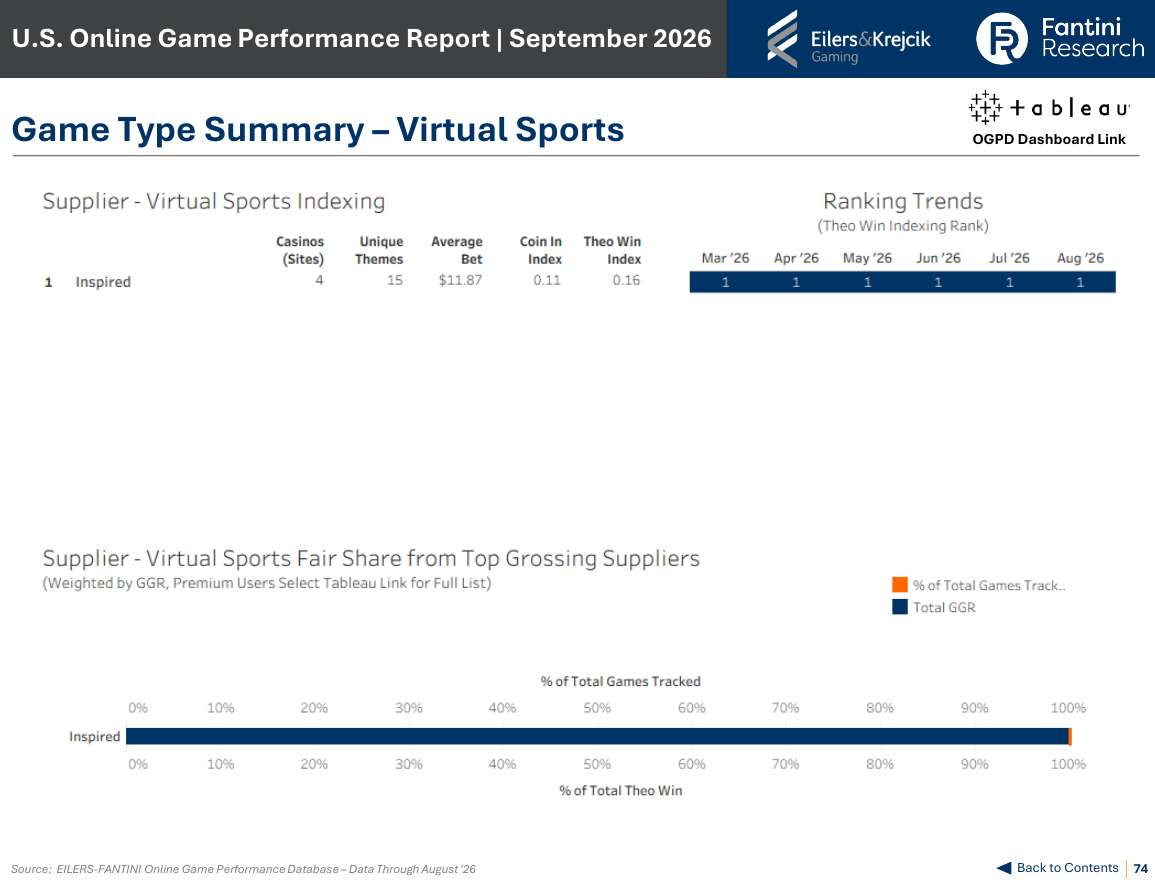 U.S. Online Game Performance Report | September 2026
Eilers&Krejcik
Gaming
Fantini
Research
Game Type Summary – Virtual Sports
+ a b l e a u
OGPD Dashboard Link
Supplier - Virtual Sports Indexing
Casinos (Sites) Unique Themes Average Bet Coin In Index Theo Win Index
1 Inspired 4 15 $11.87 0.11 0.16
Ranking Trends
(Theo Win Indexing Rank)
Mar '26 Apr '26 May '26 Jun '26 Jul '26 Aug '26
1 1 1 1 1 1
Supplier - Virtual Sports Fair Share from Top Grossing Suppliers
(Weighted by GGR, Premium Users Select Tableau Link for Full List)
% of Total Games Track..
Total GGR
% of Total Games Tracked
0% 10% 20% 30% 40% 50% 60% 70% 80% 90% 100%
Inspired
0% 10% 20% 30% 40% 50% 60% 70% 80% 90% 100%
% of Total Theo Win
Source: EILERS-FANTINI Online Game Performance Database – Data Through August '26
Back to Contents | 74